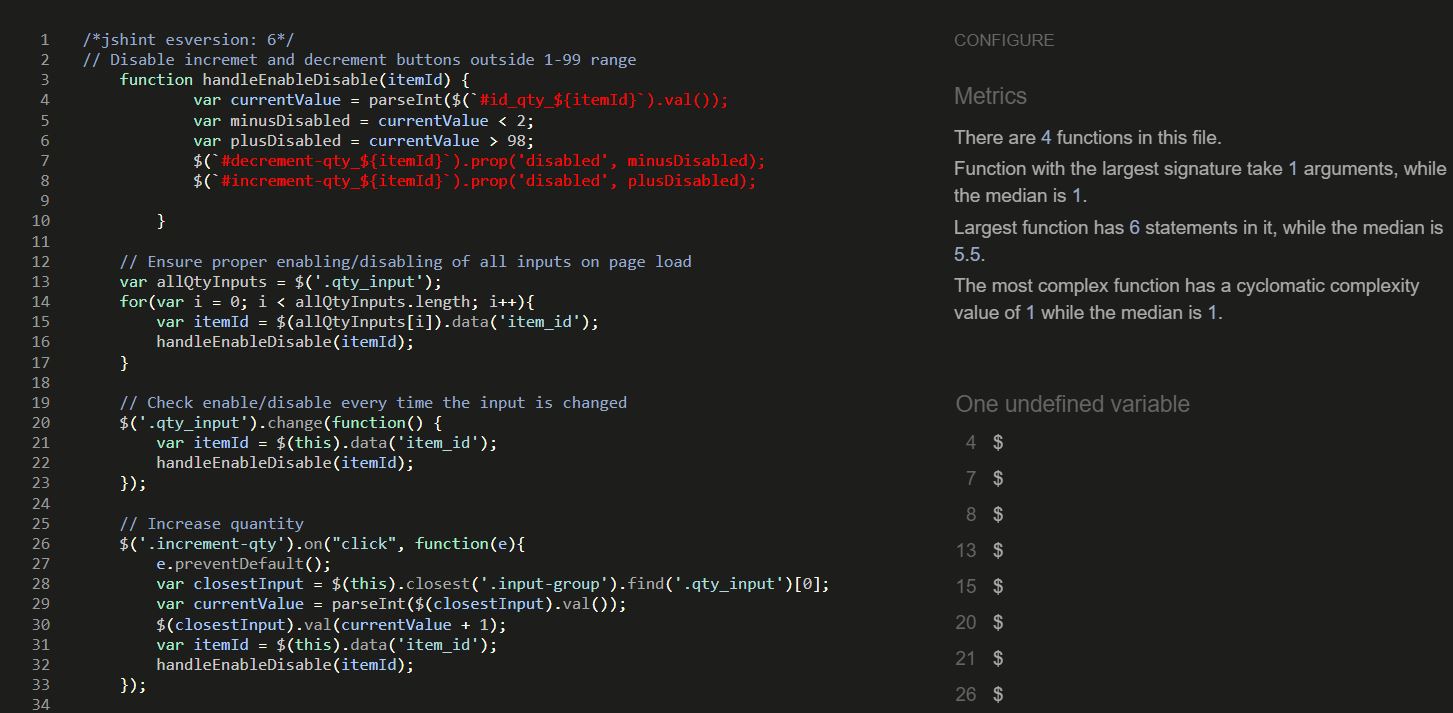 1 /*jshint esversion: 6*/
2 // Disable incremet and decrement buttons outside 1-99 range
3 function handleEnableDisable(itemId) {
4 var currentValue = parseInt($(`#id_qty_${itemId}`).val());
5 var minusDisabled = currentValue < 2;
6 var plusDisabled = currentValue > 98;
7 $(`#decrement-qty_${itemId}`).prop('disabled', minusDisabled);
8 $(`#increment-qty_${itemId}`).prop('disabled', plusDisabled);
9
10 }
11
12 // Ensure proper enabling/disabling of all inputs on page load
13 var allQtyInputs = $('.qty_input');
14 for(var i = 0; i < allQtyInputs.length; i++){
15 var itemId = $(allQtyInputs[i]).data('item_id');
16 handleEnableDisable(itemId);
17 }
18
19 // Check enable/disable every time the input is changed
20 $('.qty_input').change(function() {
21 var itemId = $(this).data('item_id');
22 handleEnableDisable(itemId);
23 });
24
25 // Increase quantity
26 $('.increment-qty').on("click", function(e){
27 e.preventDefault();
28 var closestInput = $(this).closest('.input-group').find('.qty_input')[0];
29 var currentValue = parseInt($(closestInput).val());
30 $(closestInput).val(currentValue + 1);
31 var itemId = $(this).data('item_id');
32 handleEnableDisable(itemId);
33 });
34
CONFIGURE
Metrics
There are 4 functions in this file.
Function with the largest signature take 1 arguments, while
the median is 1.
Largest function has 6 statements in it, while the median is
5.5.
The most complex function has a cyclomatic complexity
value of 1 while the median is 1.
One undefined variable
4 $
7 $
8 $
13 $
15 $
20 $
21 $
26 $